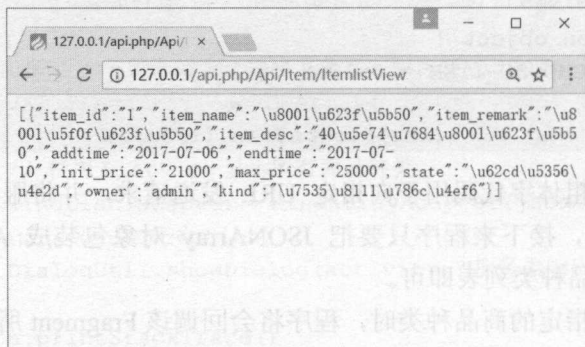 127.0.0.1/api.php/Api/
127.0.0.1/api.php/Api/Item/ItemlistView
[{"item_id":"1","item_name":"\u8001\u623f\u5b50","item_remark":"\u8
001\u5f0f\u623f\u5b50","item_desc":"40\u5e74\u7684\u8001\u623f\u5b5
0","addtime":"2017-07-06","endtime":"2017-07-
10","init_price":"21000","max_price":"25000","state":"\u62cd\u5356\
u4e2d","owner":"admin","kind":"\u7535\u8111\u786c\u4ef6"}]